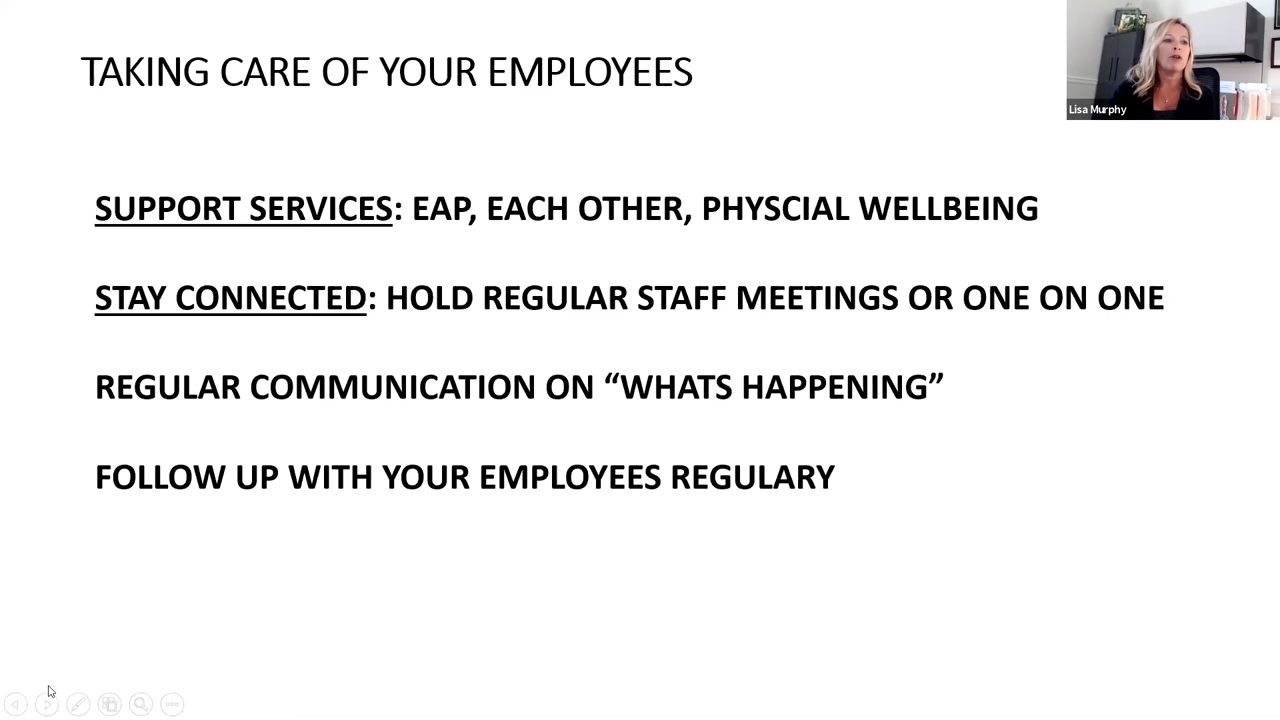 TAKING CARE OF YOUR EMPLOYEES
Lisa Murphy
SUPPORT SERVICES: EAP, EACH OTHER, PHYSCIAL WELLBEING
STAY CONNECTED: HOLD REGULAR STAFF MEETINGS OR ONE ON ONE
REGULAR COMMUNICATION ON “WHATS HAPPENING”
FOLLOW UP WITH YOUR EMPLOYEES REGULARY